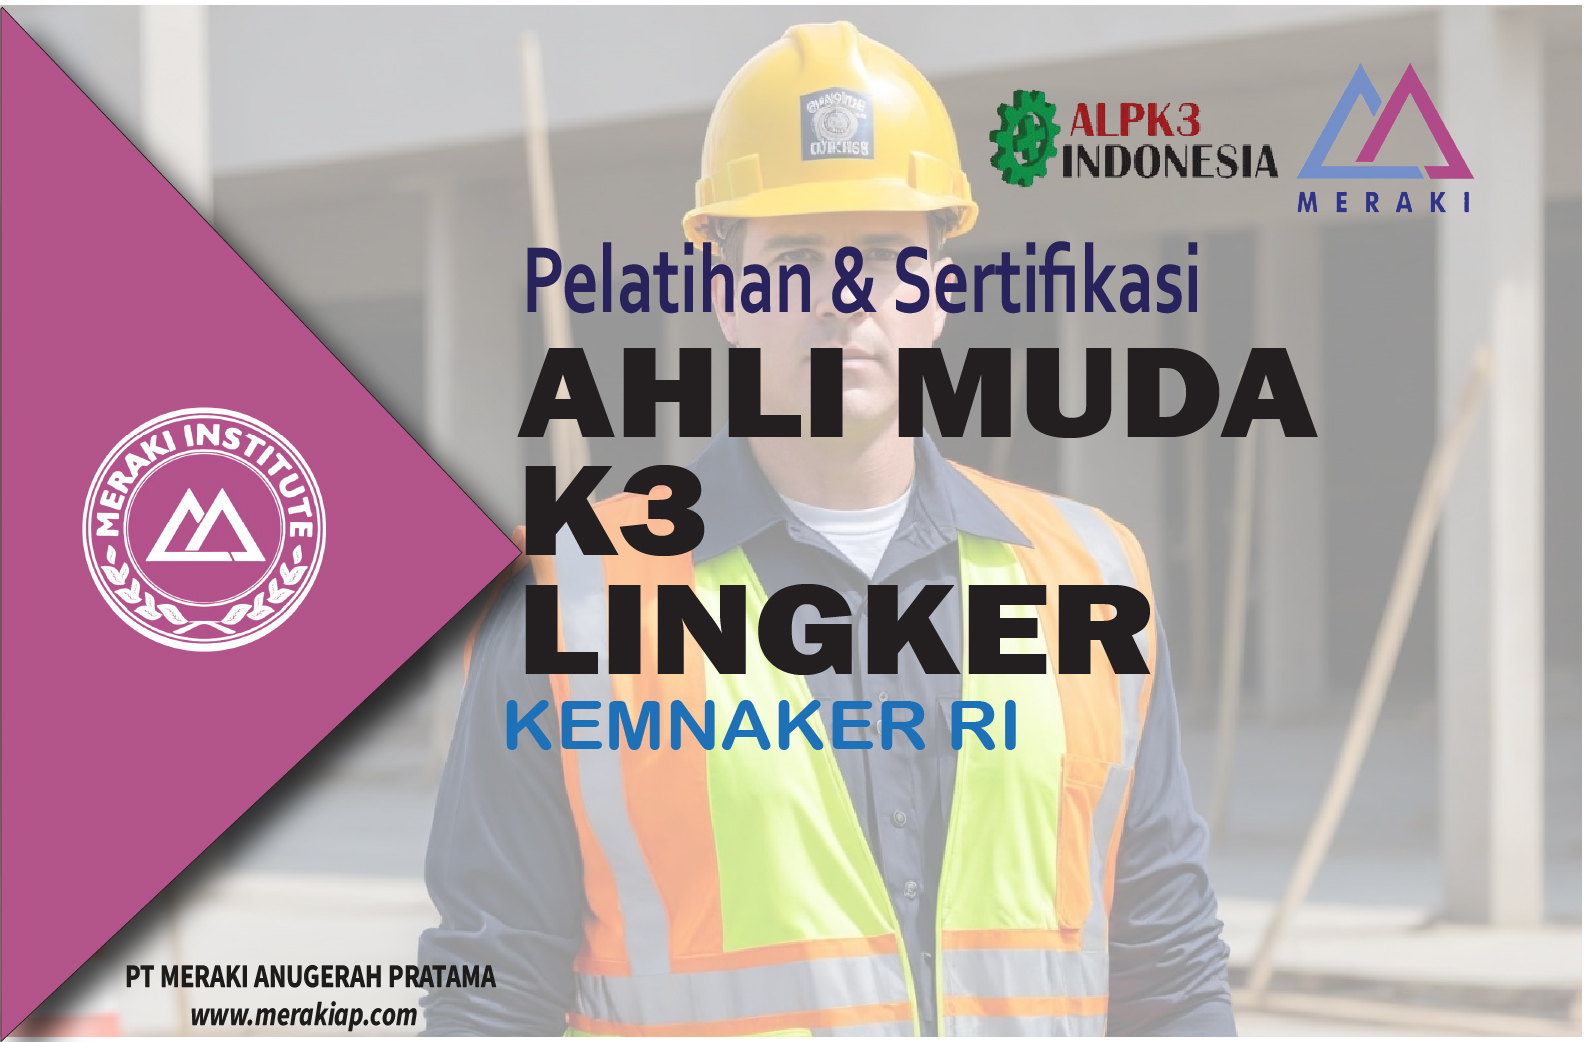 ALPK3
INDONESIA
MERAKI
Pelatihan & Sertifikasi
AHLI MUDA
K3
LINGKER
KEMNAKER RI
MERAKI INSTITUTE
PT MERAKI ANUGERAH PRATAMA
www.merakiap.com